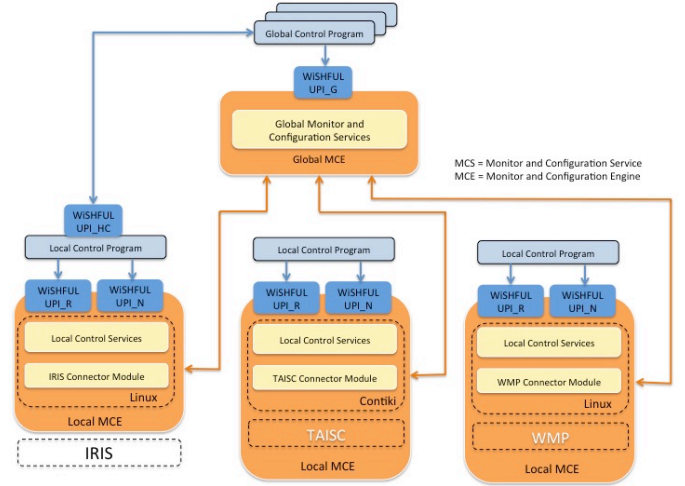 Global Control Program
WiSHFUL
UPI_G
Global Monitor and
Configuration Services
Global MCE
MCS = Monitor and Configuration Service
MCE = Monitor and Configuration Engine
WiSHFUL
UPI_HC
Local Control Program
Local Control Program
Local Control Program
WiSHFUL
UPI_R
WiSHFUL
UPI_N
WiSHFUL
UPI_R
WiSHFUL
UPI_N
WiSHFUL
UPI_R
WiSHFUL
UPI_N
Local Control Services
IRIS Connector Module
Linux
Local MCE
IRIS
Local Control Services
TAISC Connector Module
Contiki
TAISC
Local MCE
Local Control Services
WMP Connector Module
Linux
WMP
Local MCE